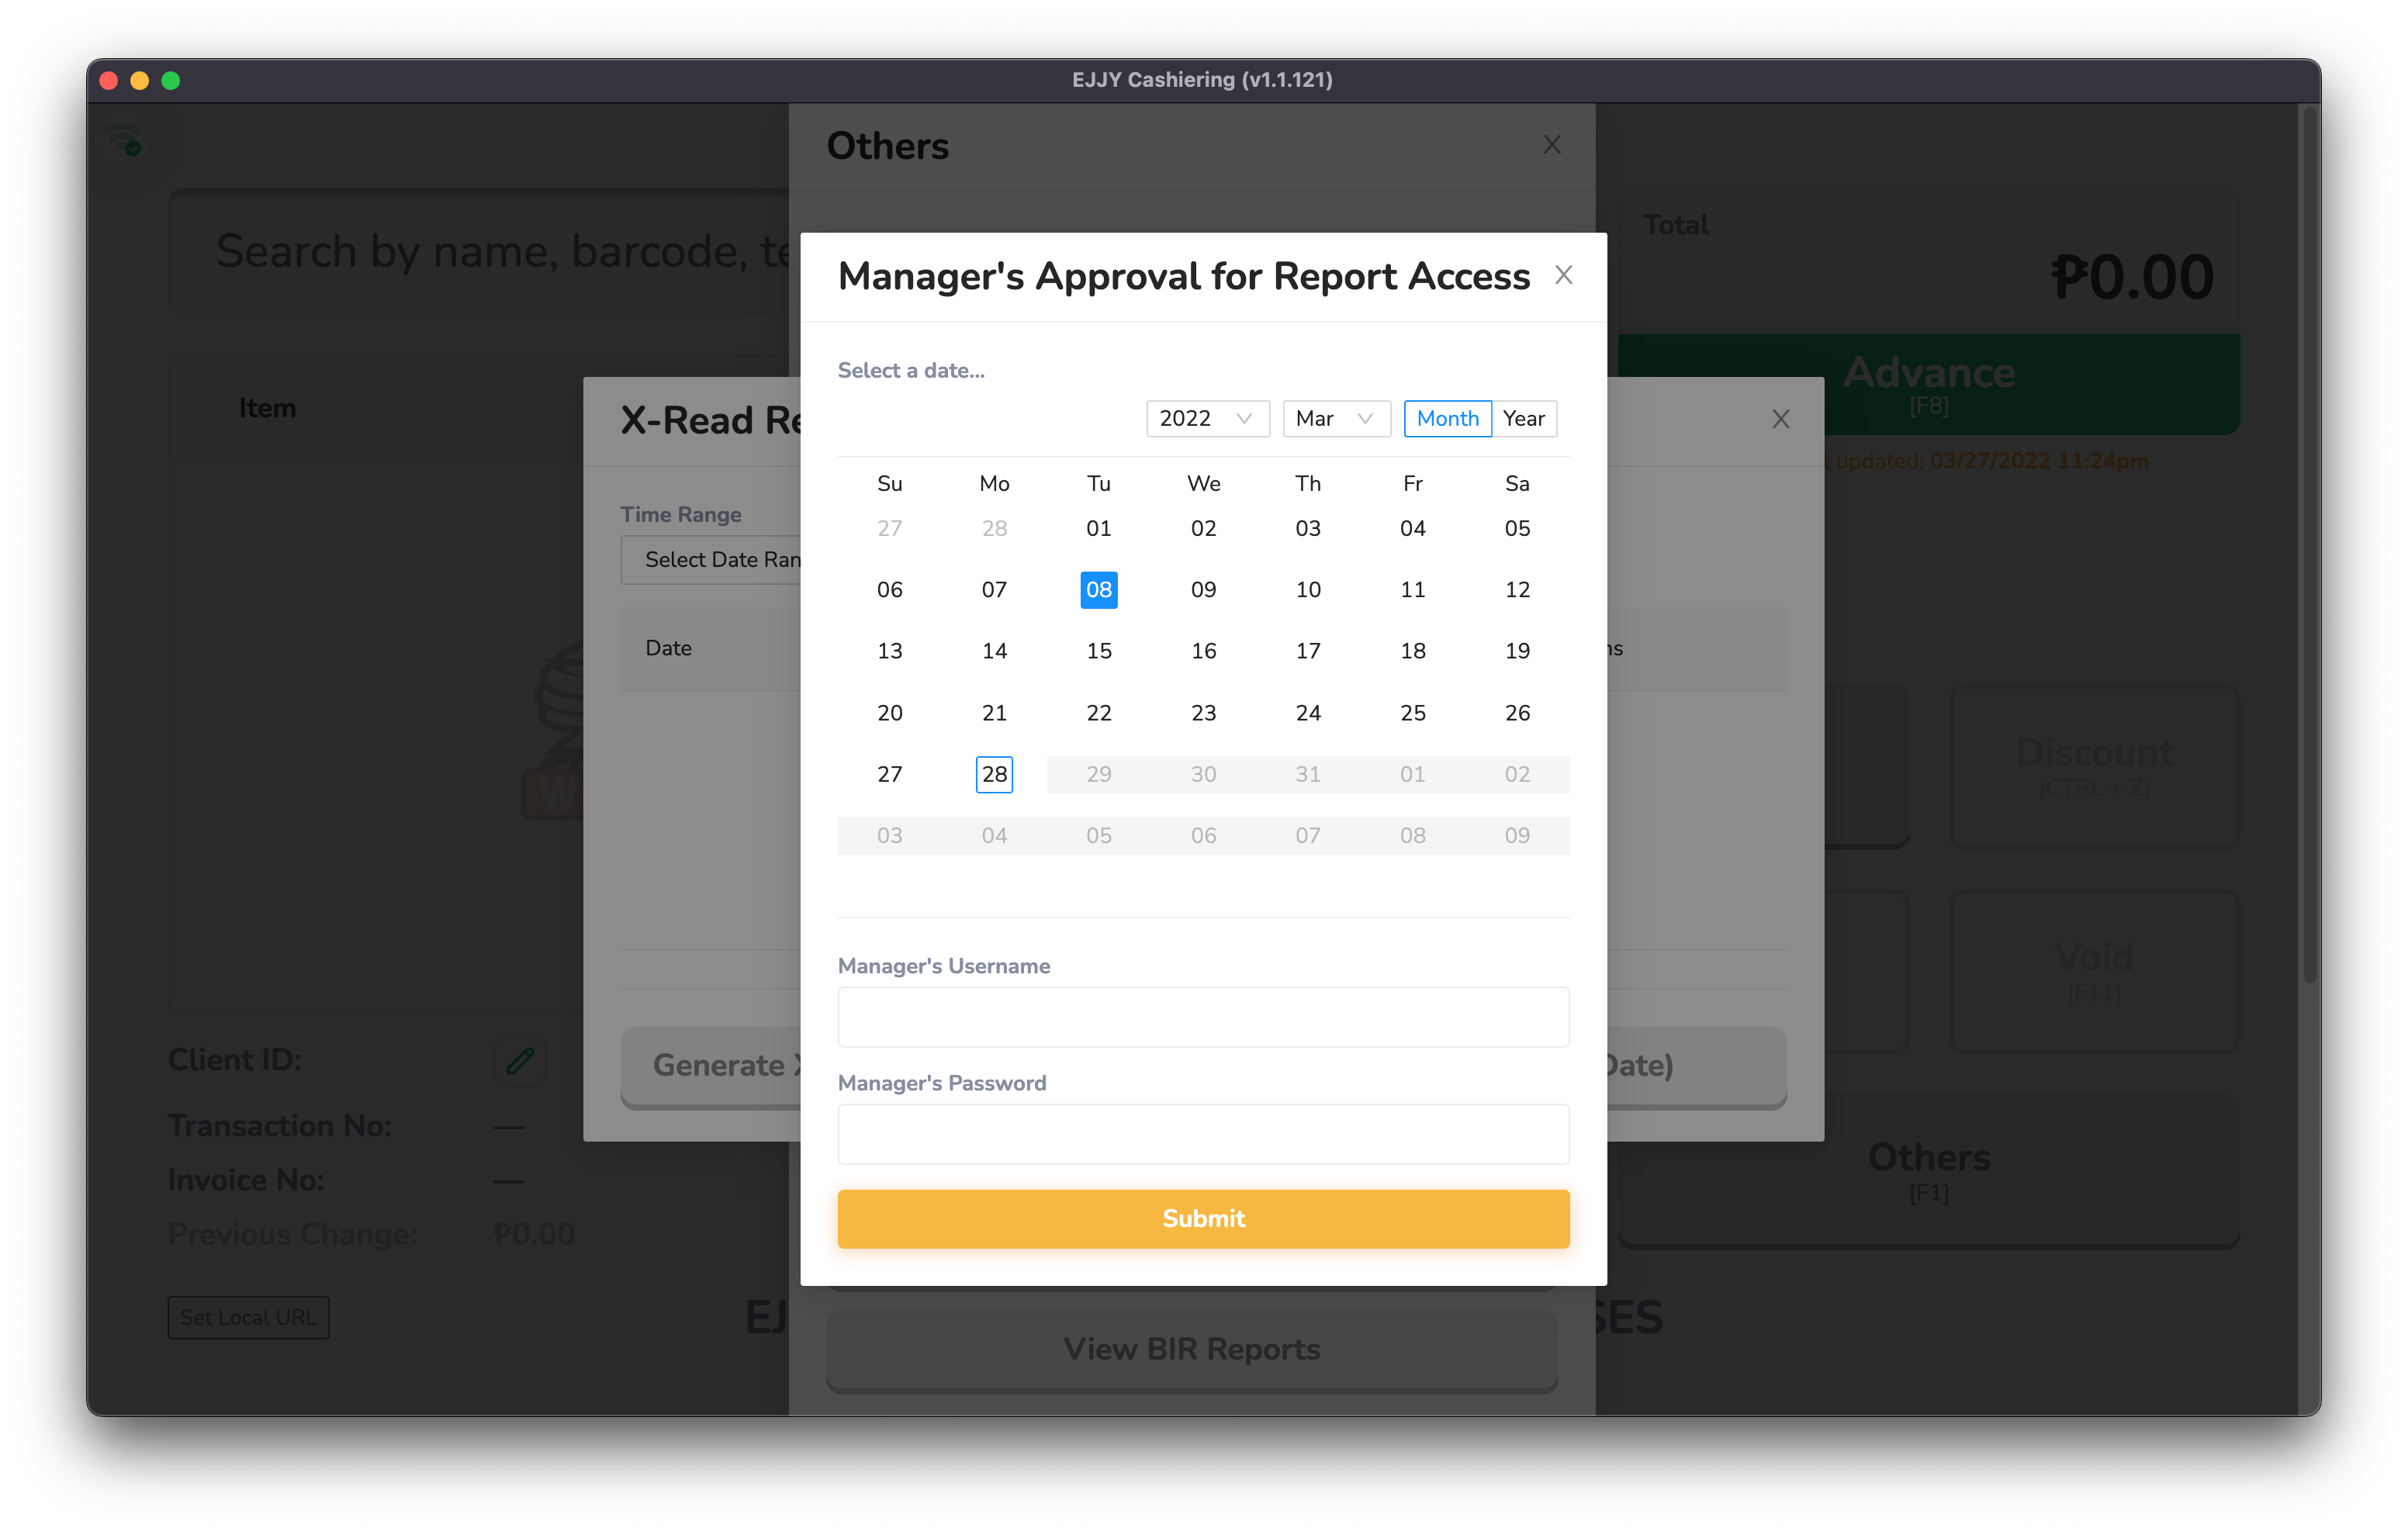 EJJY Cashiering (v1.1.121)
Others
Search by name, barcode, te
Total
₱0.00
Manager's Approval for Report Access
Advance
[F8]
updated: 03/27/2022 11:24pm
Item
X-Read Re
Select a date...
2022 Mar Month Year
Time Range
Select Date Ran
Su Mo Tu We Th Fr Sa
27 28 01 02 03 04 05
06 07 08 09 10 11 12
13 14 15 16 17 18 19
20 21 22 23 24 25 26
27 28 29 30 31 01 02
03 04 05 06 07 08 09
Date
ns
W
Discount
[CTRL + Z]
Void
[F11]
Manager's Username
Manager's Password
Submit
Generate X
Date)
Client ID:
Transaction No: —
Invoice No: —
Previous Change: ₱0.00
Others
[F1]
Set Local URL
EJ
SES
View BIR Reports